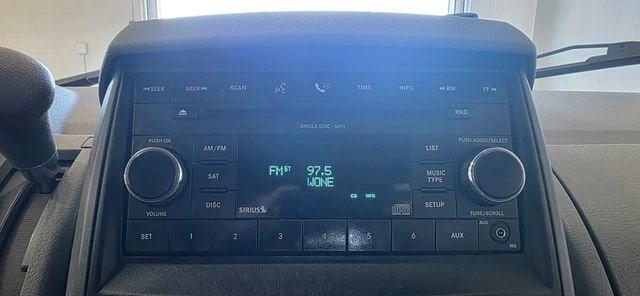 SEEK SEEK SCAN TIME INFO RW FF
RND
SINGLE DISC - MP3
PUSH ON AM/FM LIST PUSH AUDIO/SELECT
FM ST 97.5
WONE
SAT MUSIC TYPE
CD INFO
VOLUME DISC SIRIUS SETUP TUNE/SCROLL
SET 1 2 3 4 5 6 AUX
AUX